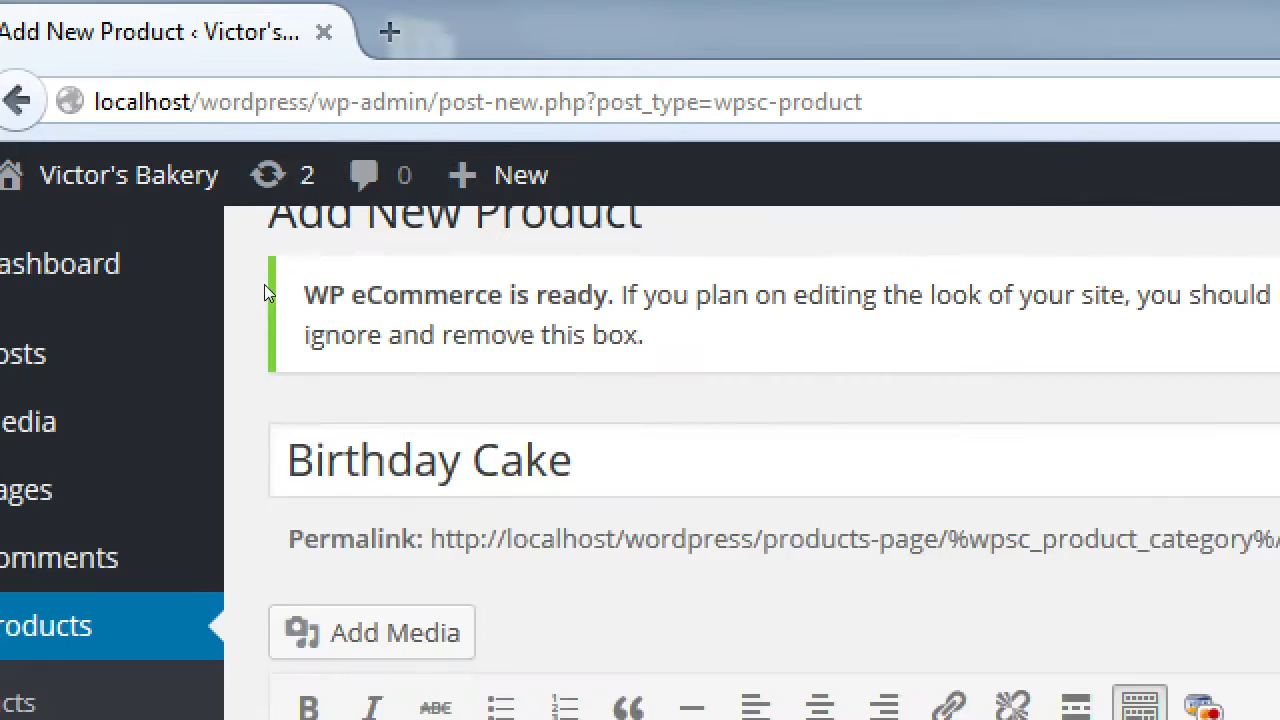 Add New Product ‹ Victor's...
localhost/wordpress/wp-admin/post-new.php?post_type=wpsc-product
Victor's Bakery 2 0 New
Add New Product
ashboard
WP eCommerce is ready. If you plan on editing the look of your site, you should
ignore and remove this box.
osts
edia
Birthday Cake
ages
Permalink: http://localhost/wordpress/products-page/%wpsc_product_category%/
omments
roducts
Add Media
cts
B I ABC